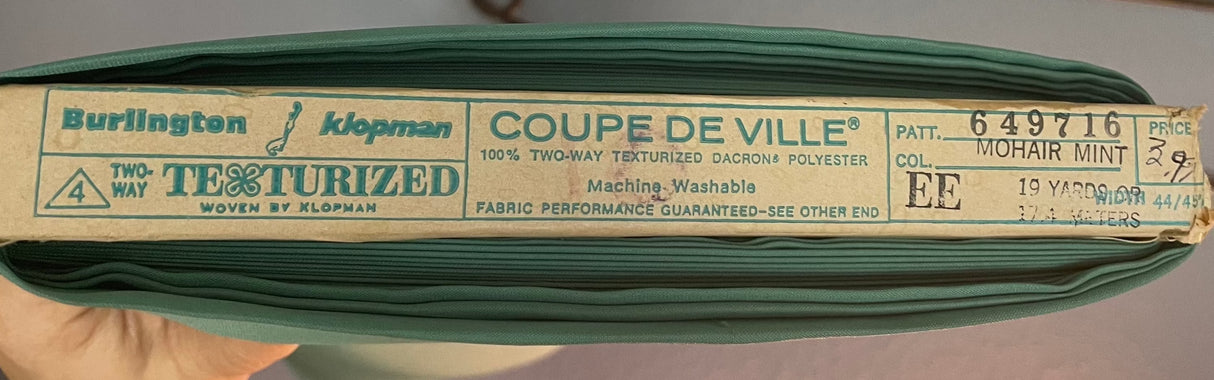 Burlington Klopman
4 TWO-WAY TEXTURIZED
WOVEN BY KLOPMAN
COUPE DE VILLE®
100% TWO-WAY TEXTURIZED DACRON® POLYESTER
Machine Washable
FABRIC PERFORMANCE GUARANTEED–SEE OTHER END
PATT. 649716
MOHAIR MINT
COL. EE
19 YARDS OR
METERS
PRICE
WIDTH 44/45